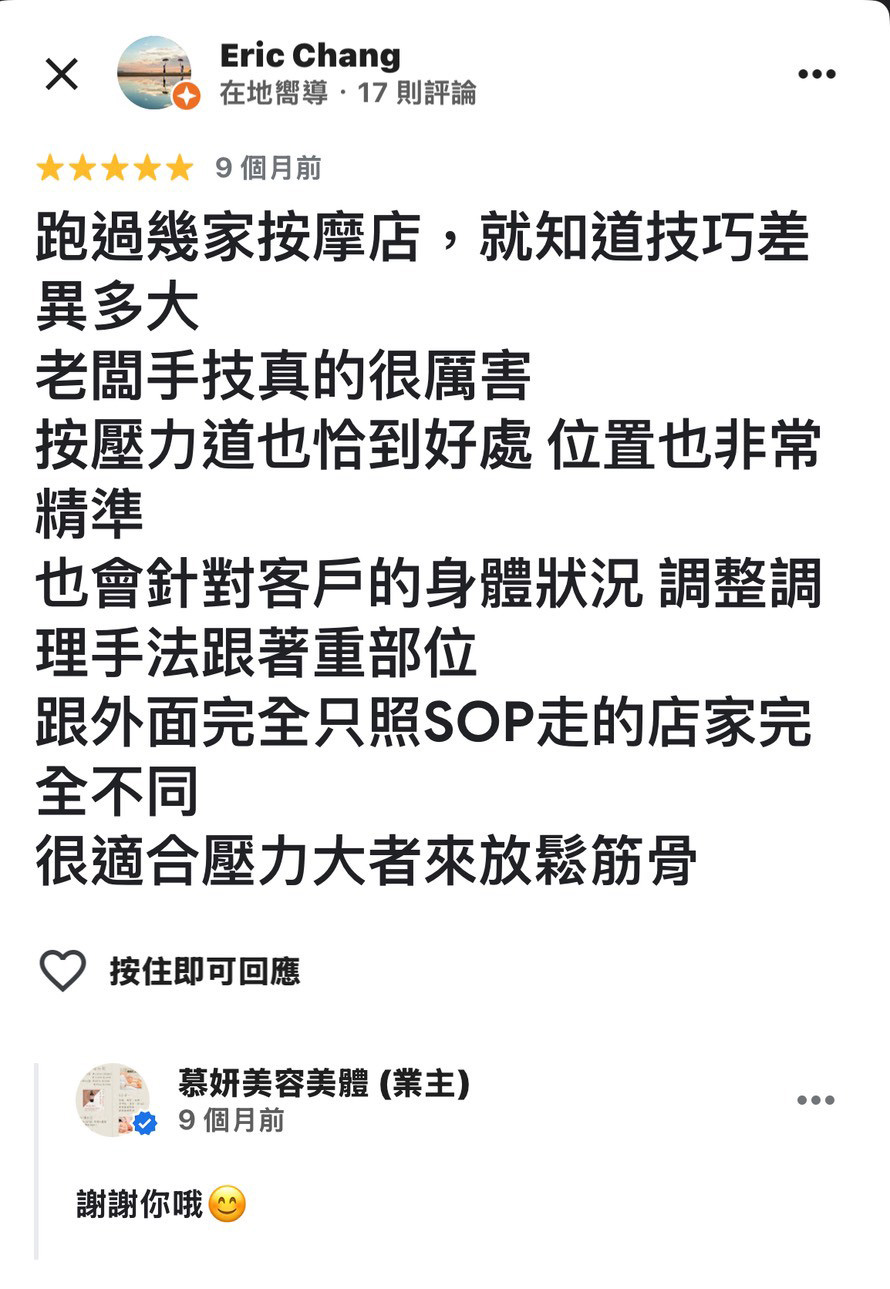 Eric Chang
在地嚮導 · 17 則評論
9 個月前
跑過幾家按摩店，就知道技巧差
異多大
老闆手技真的很厲害
按壓力道也恰到好處 位置也非常
精準
也會針對客戶的身體狀況 調整調
理手法跟著重部位
跟外面完全只照SOP走的店家完
全不同
很適合壓力大者來放鬆筋骨
按住即可回應
慕妍美容美體 (業主)
9 個月前
謝謝你哦😊